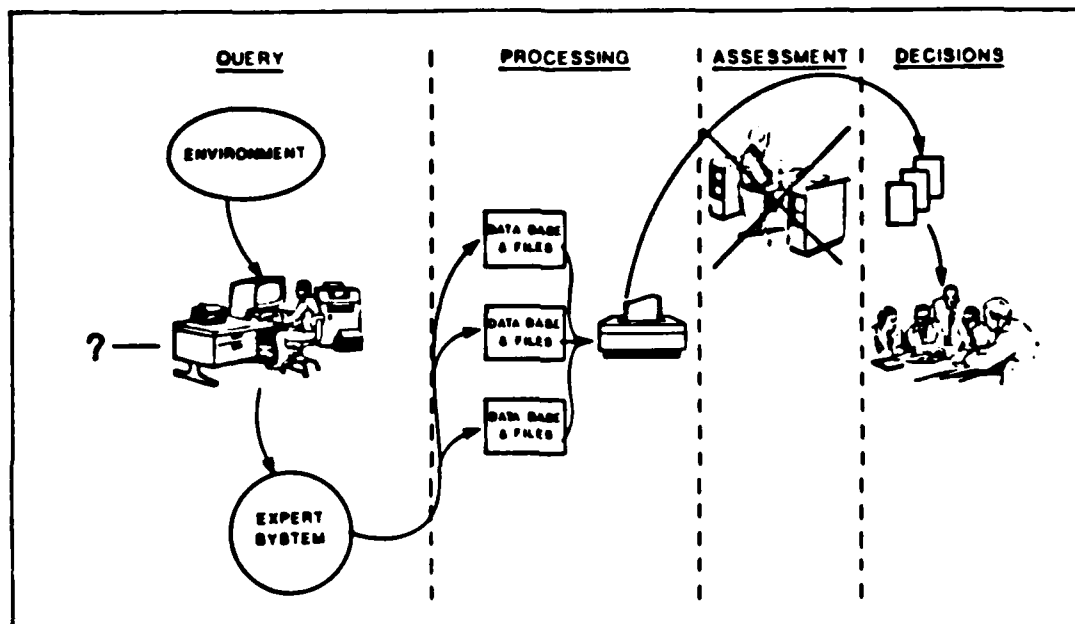 QUERY
PROCESSING
ASSESSMENT
DECISIONS
ENVIRONMENT
?
EXPERT
SYSTEM
DATA BASE
& FILES
DATA BASE
& FILES
DATA BASE
& FILES